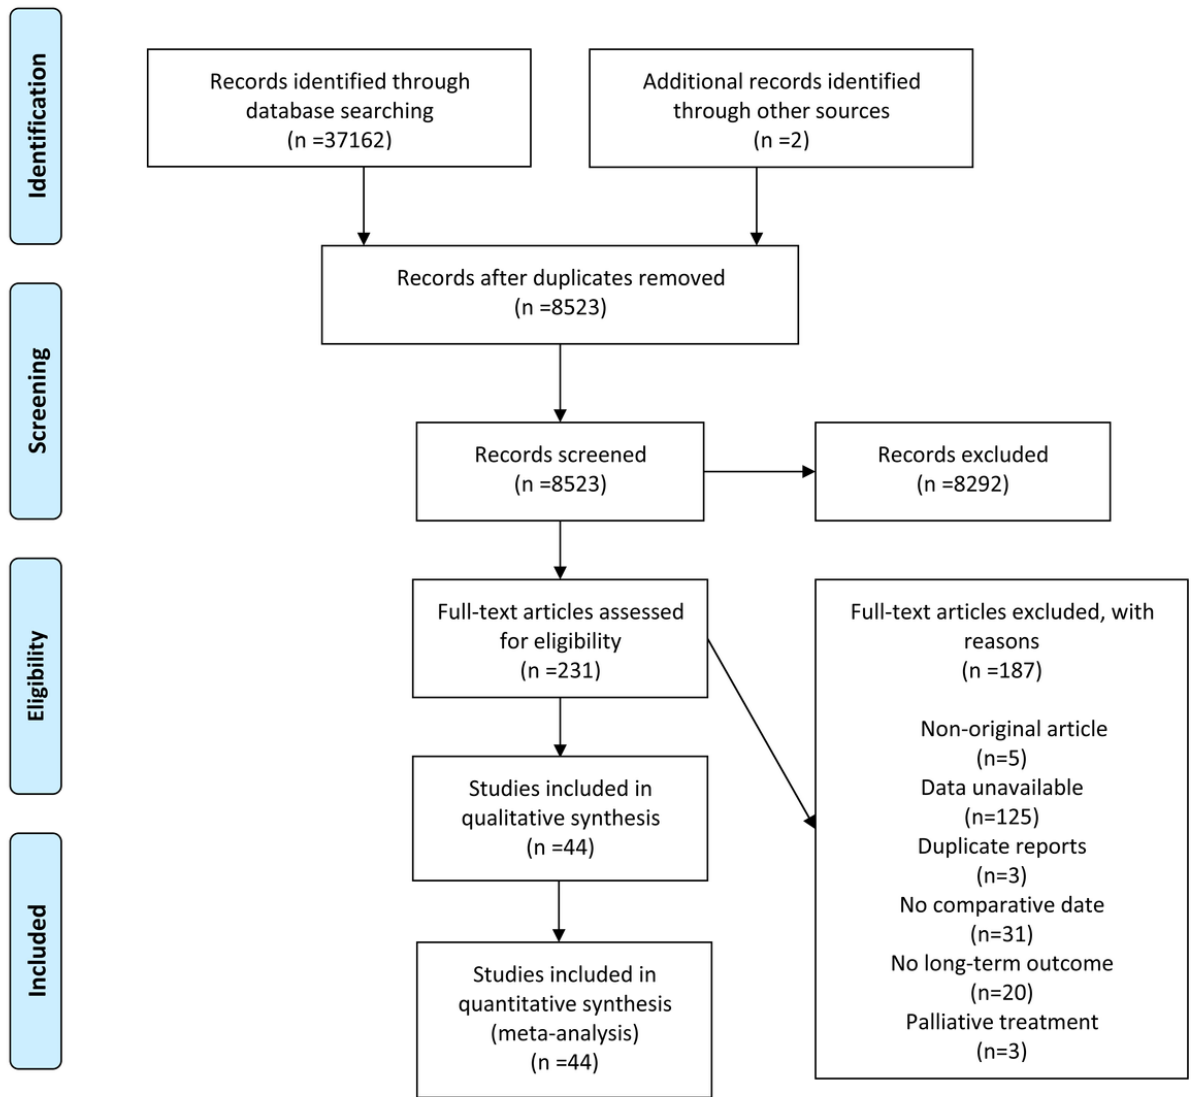 Identification
Records identified through
database searching
(n =37162)
Additional records identified
through other sources
(n =2)
Records after duplicates removed
(n =8523)
Screening
Records screened
(n =8523)
Records excluded
(n =8292)
Eligibility
Full-text articles assessed
for eligibility
(n =231)
Full-text articles excluded, with
reasons
(n =187)
Non-original article
(n=5)
Data unavailable
(n=125)
Duplicate reports
(n=3)
No comparative date
(n=31)
No long-term outcome
(n=20)
Palliative treatment
(n=3)
Studies included in
qualitative synthesis
(n =44)
Included
Studies included in
quantitative synthesis
(meta-analysis)
(n =44)